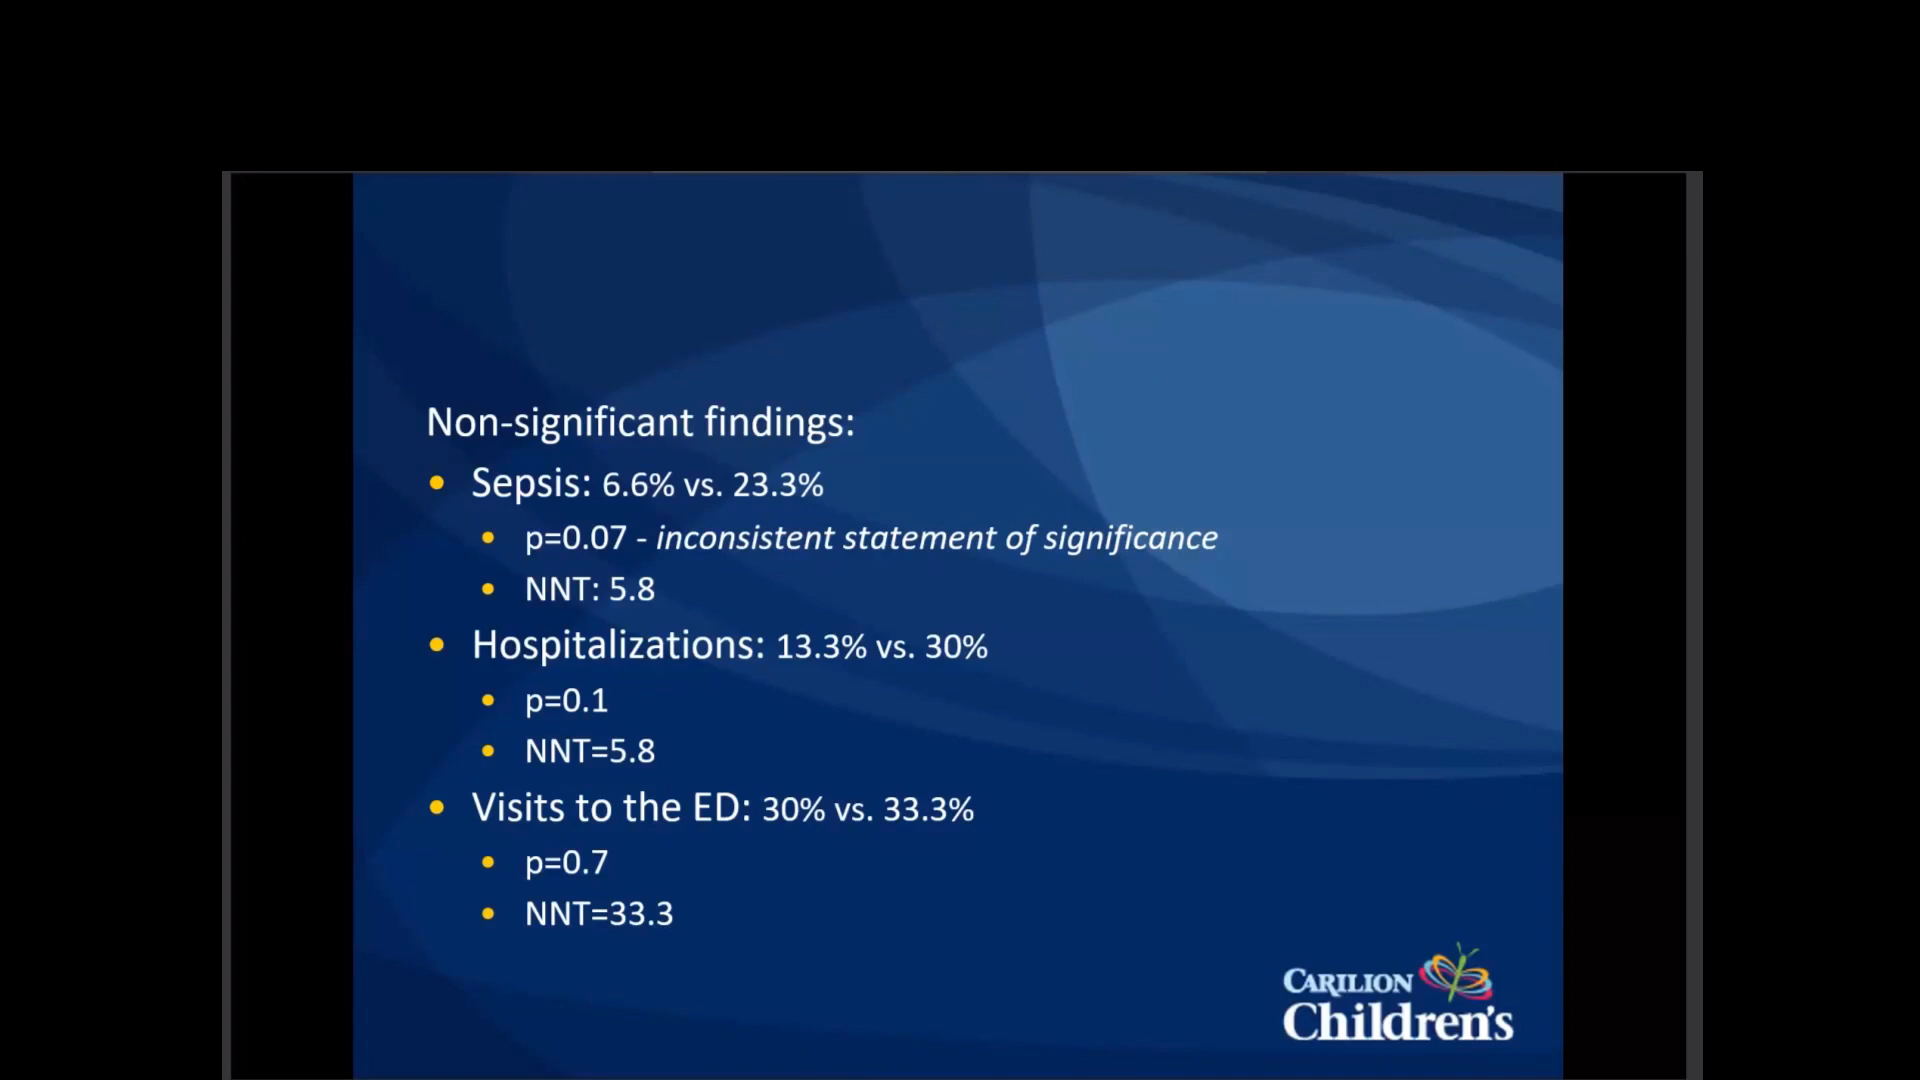 Non-significant findings:
• Sepsis: 6.6% vs. 23.3%
• p=0.07 - inconsistent statement of significance
• NNT: 5.8
• Hospitalizations: 13.3% vs. 30%
• p=0.1
• NNT=5.8
• Visits to the ED: 30% vs. 33.3%
• p=0.7
• NNT=33.3
CARILION
Children's